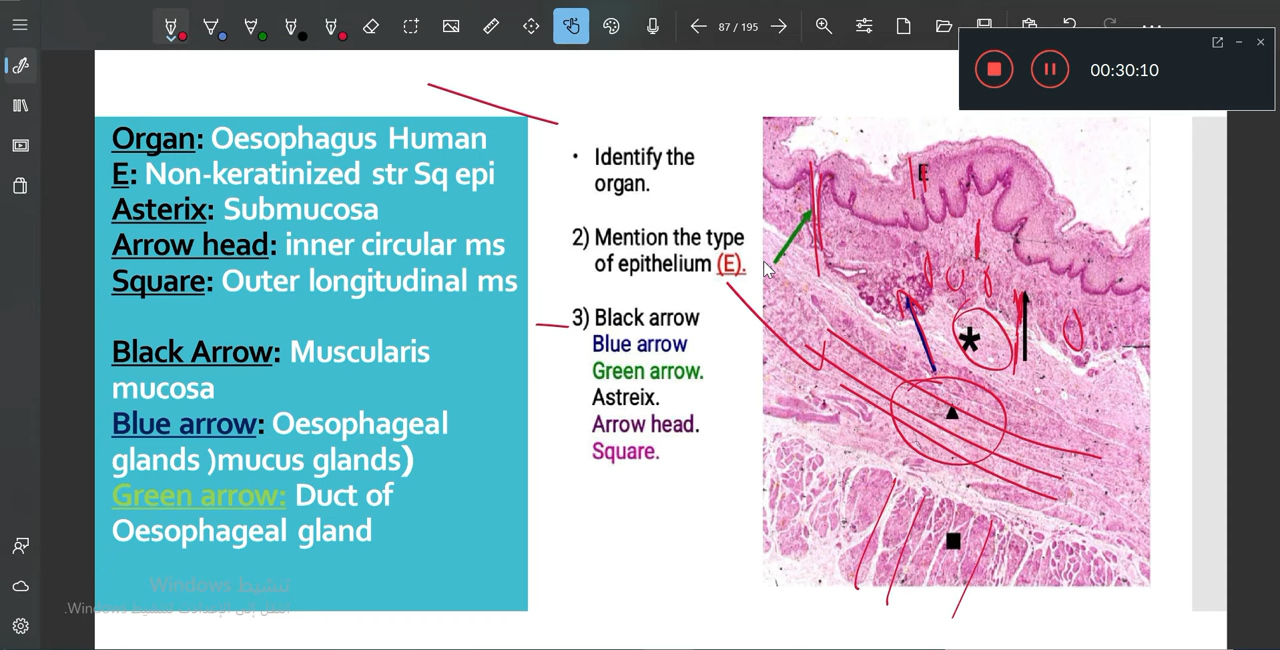 87 / 195
00:30:10
Organ: Oesophagus Human
E: Non-keratinized str Sq epi
Asterix: Submucosa
Arrow head: inner circular ms
Square: Outer longitudinal ms
Black Arrow: Muscularis
mucosa
Blue arrow: Oesophageal
glands )mucus glands)
Green arrow: Duct of
Oesophageal gland
تنشيط Windows
.Windows
• Identify the
organ.
2) Mention the type
of epithelium (E).
3) Black arrow
Blue arrow
Green arrow.
Astreix.
Arrow head.
Square.
E
*